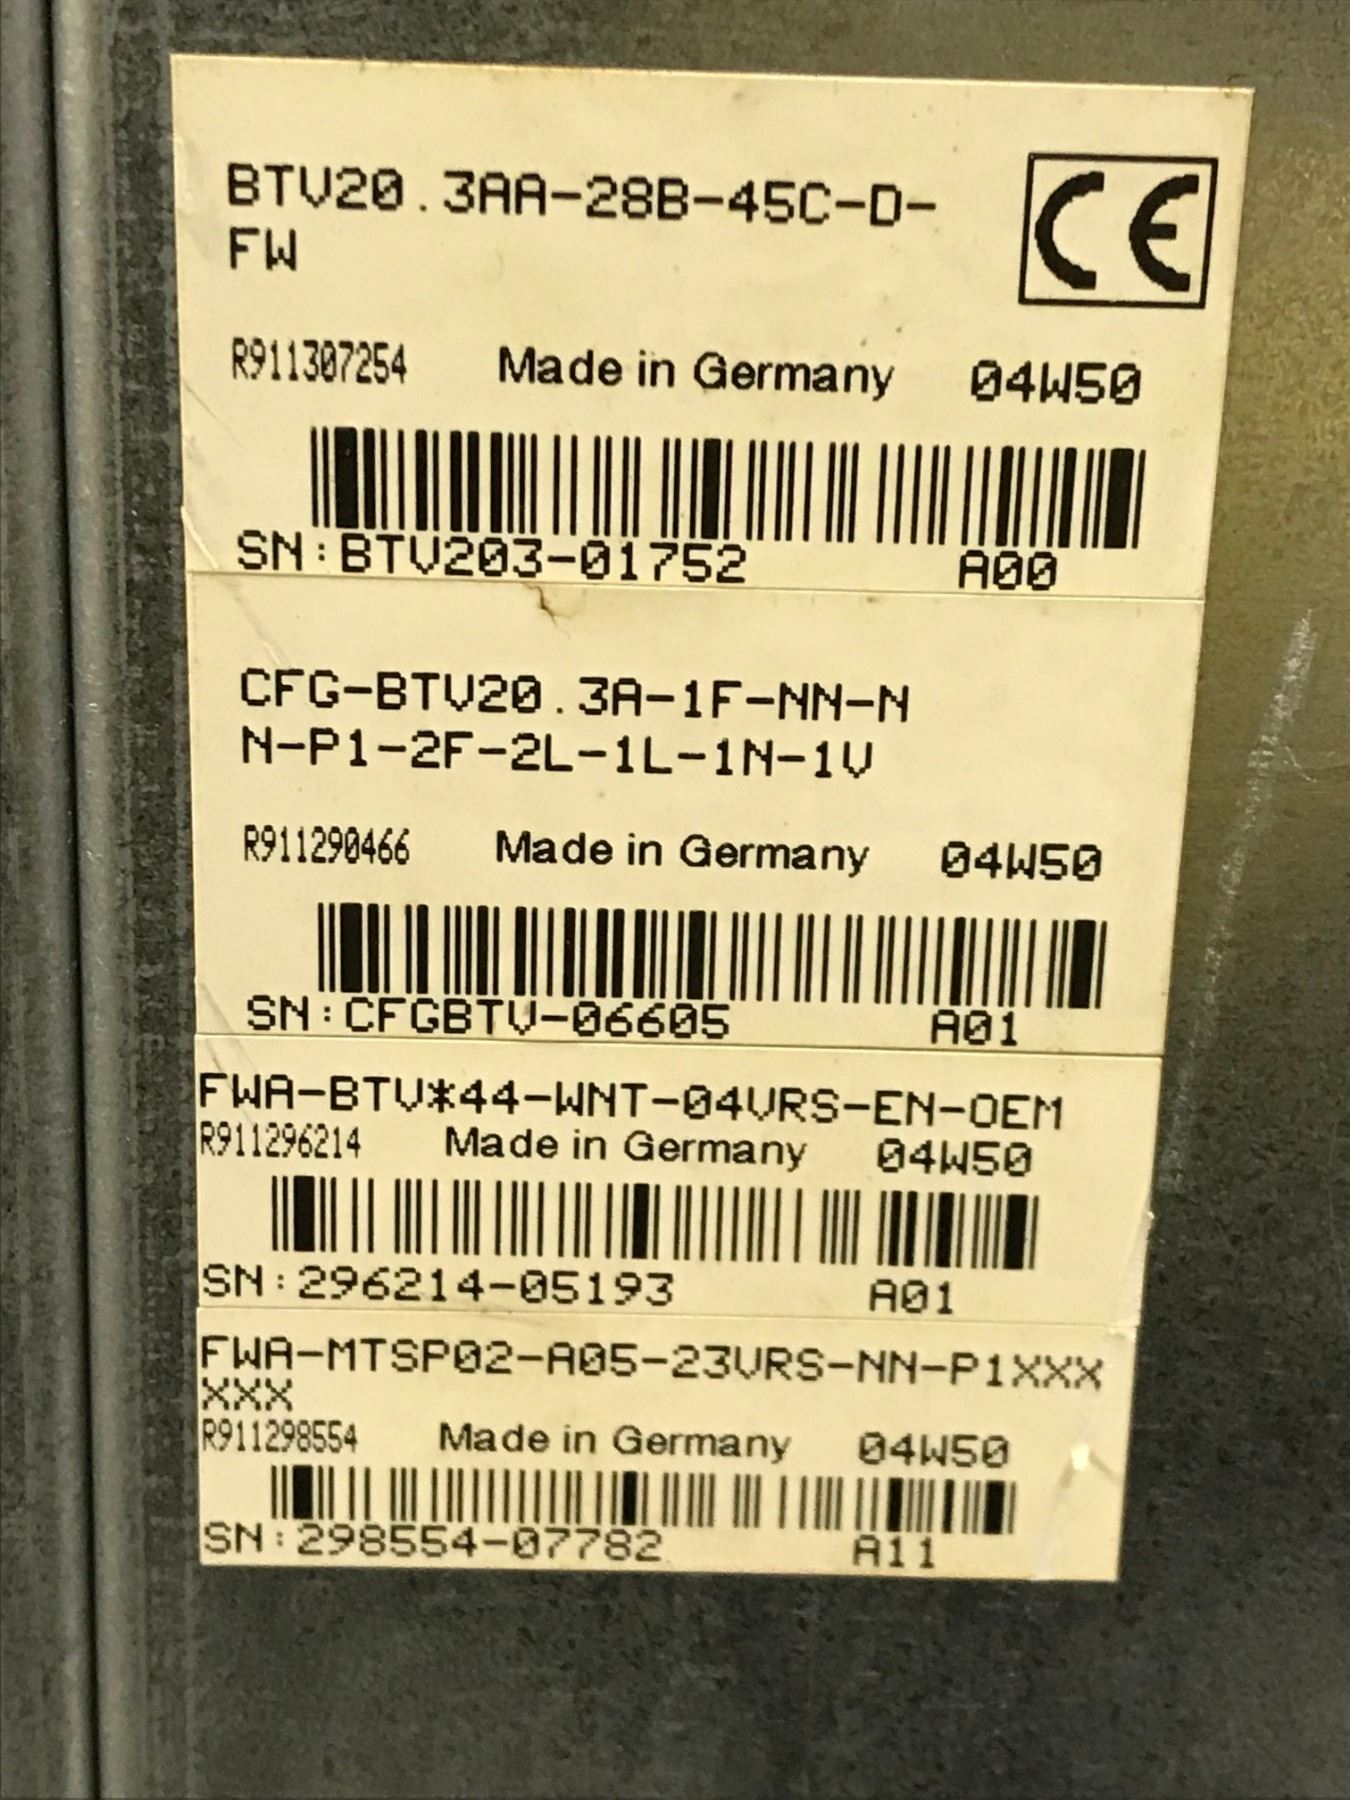 BTV20.3AA-28B-45C-D-
FW
CE
R911307254 Made in Germany 04W50
SN:BTV203-01752 A00
CFG-BTV20.3A-1F-NN-N
N-P1-2F-2L-1L-1N-1V
R911290466 Made in Germany 04W50
SN:CFGBTV-06605 A01
FWA-BTV*44-WNT-04VRS-EN-OEM
R911296214 Made in Germany 04W50
SN:296214-05193 A01
FWA-MTSP02-A05-23VRS-NN-P1XXX
XXX
R911298554 Made in Germany 04W50
SN:298554-07782 A11